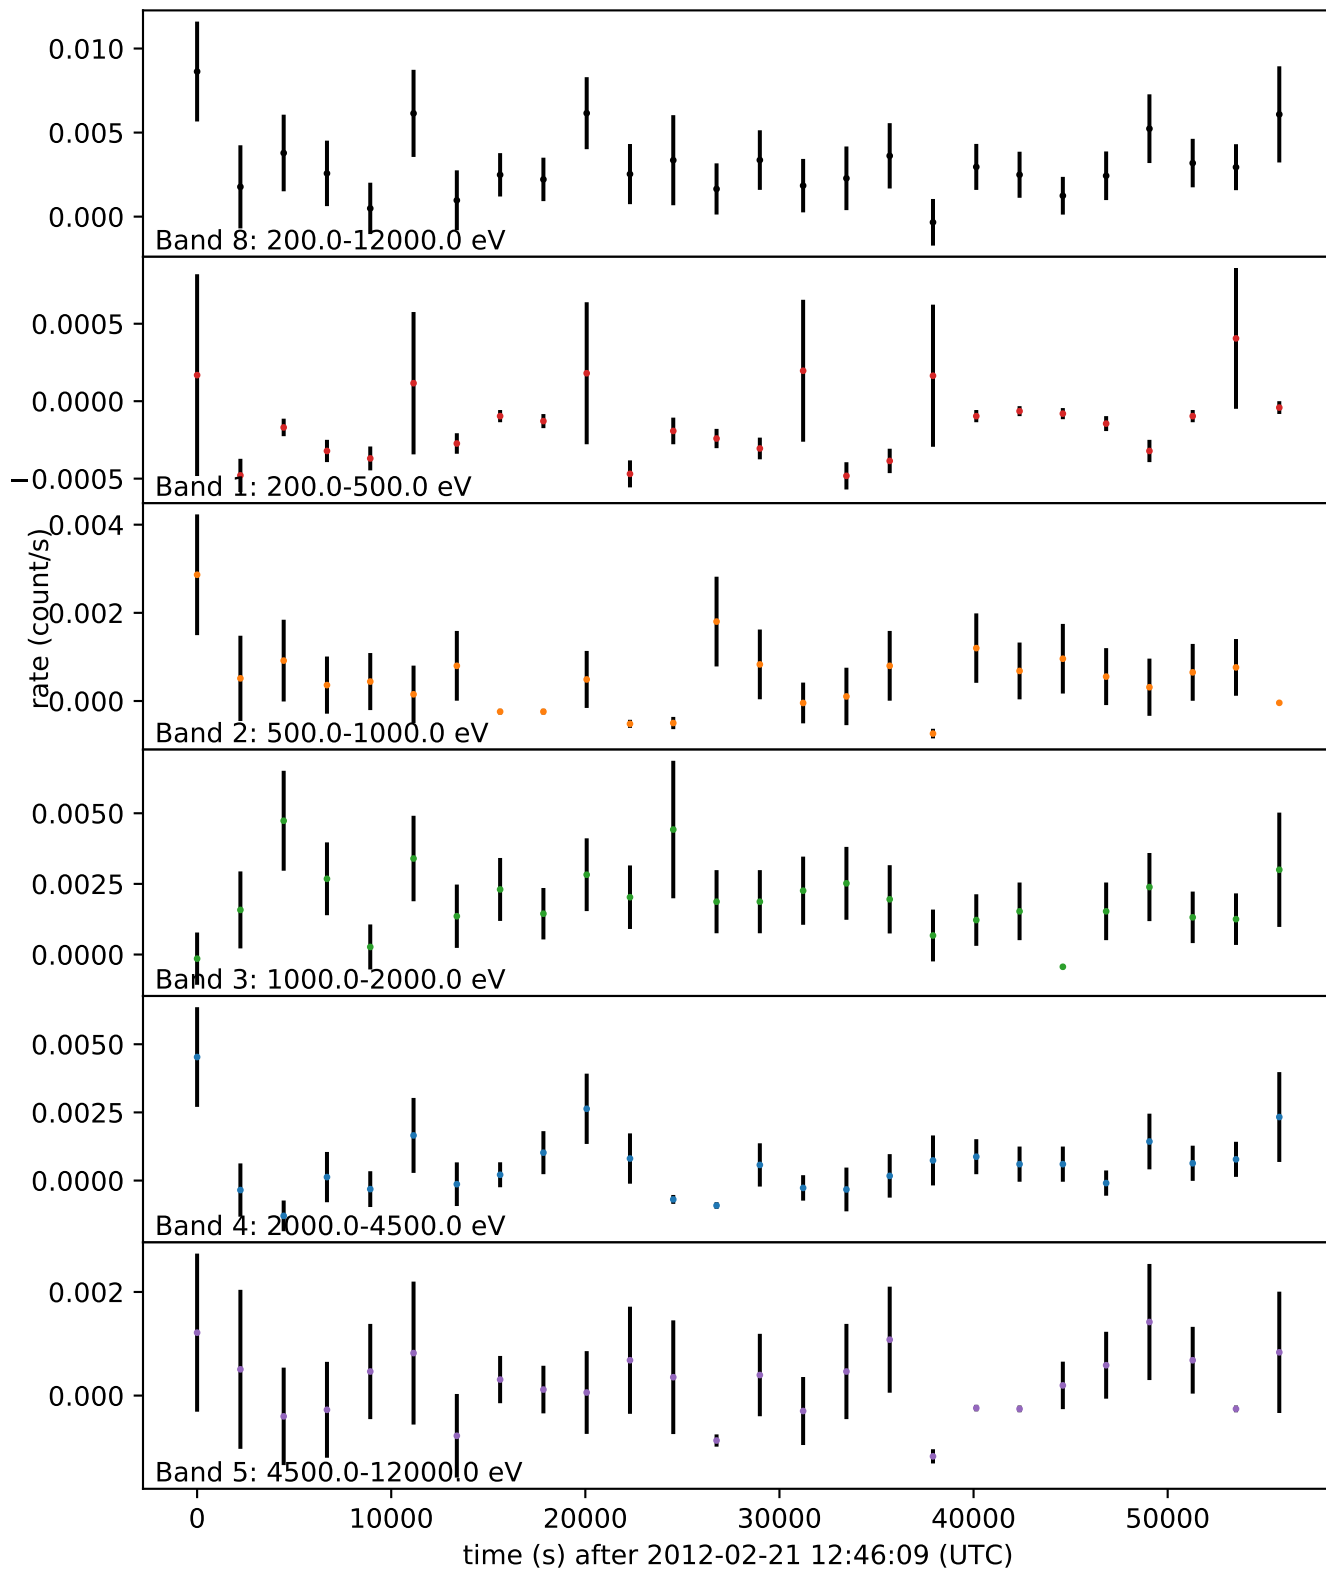 0.010
0.005
0.000
Band 8: 200.0-12000.0 eV
0.0005
0.0000
−0.0005
Band 1: 200.0-500.0 eV
rate (count/s)
0.004
0.002
0.000
Band 2: 500.0-1000.0 eV
0.0050
0.0025
0.0000
Band 3: 1000.0-2000.0 eV
0.0050
0.0025
0.0000
Band 4: 2000.0-4500.0 eV
0.002
0.000
Band 5: 4500.0-12000.0 eV
0 10000 20000 30000 40000 50000
time (s) after 2012-02-21 12:46:09 (UTC)